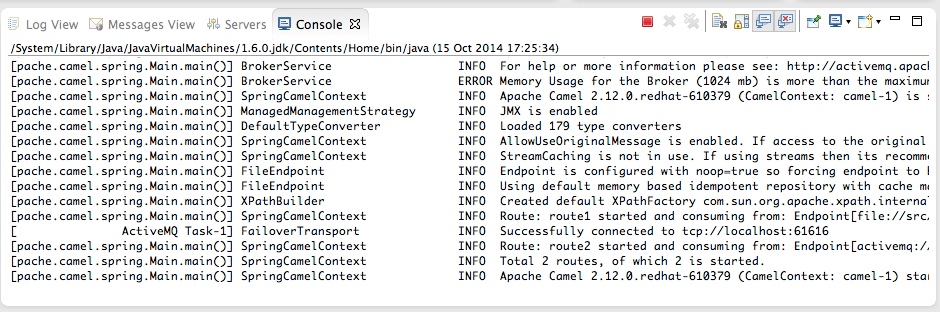 Log View Messages View Servers Console
/System/Library/Java/JavaVirtualMachines/1.6.0.jdk/Contents/Home/bin/java (15 Oct 2014 17:25:34)
[pache.camel.spring.Main.main()] BrokerService INFO For help or more information please see: http://activemq.apac
[pache.camel.spring.Main.main()] BrokerService ERROR Memory Usage for the Broker (1024 mb) is more than the maximum
[pache.camel.spring.Main.main()] SpringCamelContext INFO Apache Camel 2.12.0.redhat-610379 (CamelContext: camel-1) is s
[pache.camel.spring.Main.main()] ManagedManagementStrategy INFO JMX is enabled
[pache.camel.spring.Main.main()] DefaultTypeConverter INFO Loaded 179 type converters
[pache.camel.spring.Main.main()] SpringCamelContext INFO AllowUseOriginalMessage is enabled. If access to the original
[pache.camel.spring.Main.main()] SpringCamelContext INFO StreamCaching is not in use. If using streams then its recomme
[pache.camel.spring.Main.main()] FileEndpoint INFO Endpoint is configured with noop=true so forcing endpoint to
[pache.camel.spring.Main.main()] FileEndpoint INFO Using default memory based idempotent repository with cache m
[pache.camel.spring.Main.main()] XPathBuilder INFO Created default XPathFactory com.sun.org.apache.xpath.internal
[pache.camel.spring.Main.main()] SpringCamelContext INFO Route: route1 started and consuming from: Endpoint[file://src/
[ ActiveMQ Task-1] FailoverTransport INFO Successfully connected to tcp://localhost:61616
[pache.camel.spring.Main.main()] SpringCamelContext INFO Route: route2 started and consuming from: Endpoint[activemq:/
[pache.camel.spring.Main.main()] SpringCamelContext INFO Total 2 routes, of which 2 is started.
[pache.camel.spring.Main.main()] SpringCamelContext INFO Apache Camel 2.12.0.redhat-610379 (CamelContext: camel-1) star